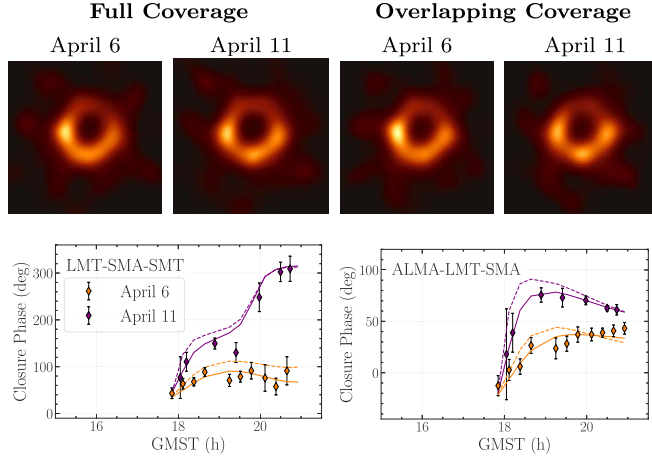 Full Coverage
Overlapping Coverage
April 6
April 11
April 6
April 11
LMT-SMA-SMT
April 6
April 11
Closure Phase (deg)
300
200
100
0
16
18
20
GMST (h)
ALMA-LMT-SMA
Closure Phase (deg)
100
50
0
16
18
20
GMST (h)